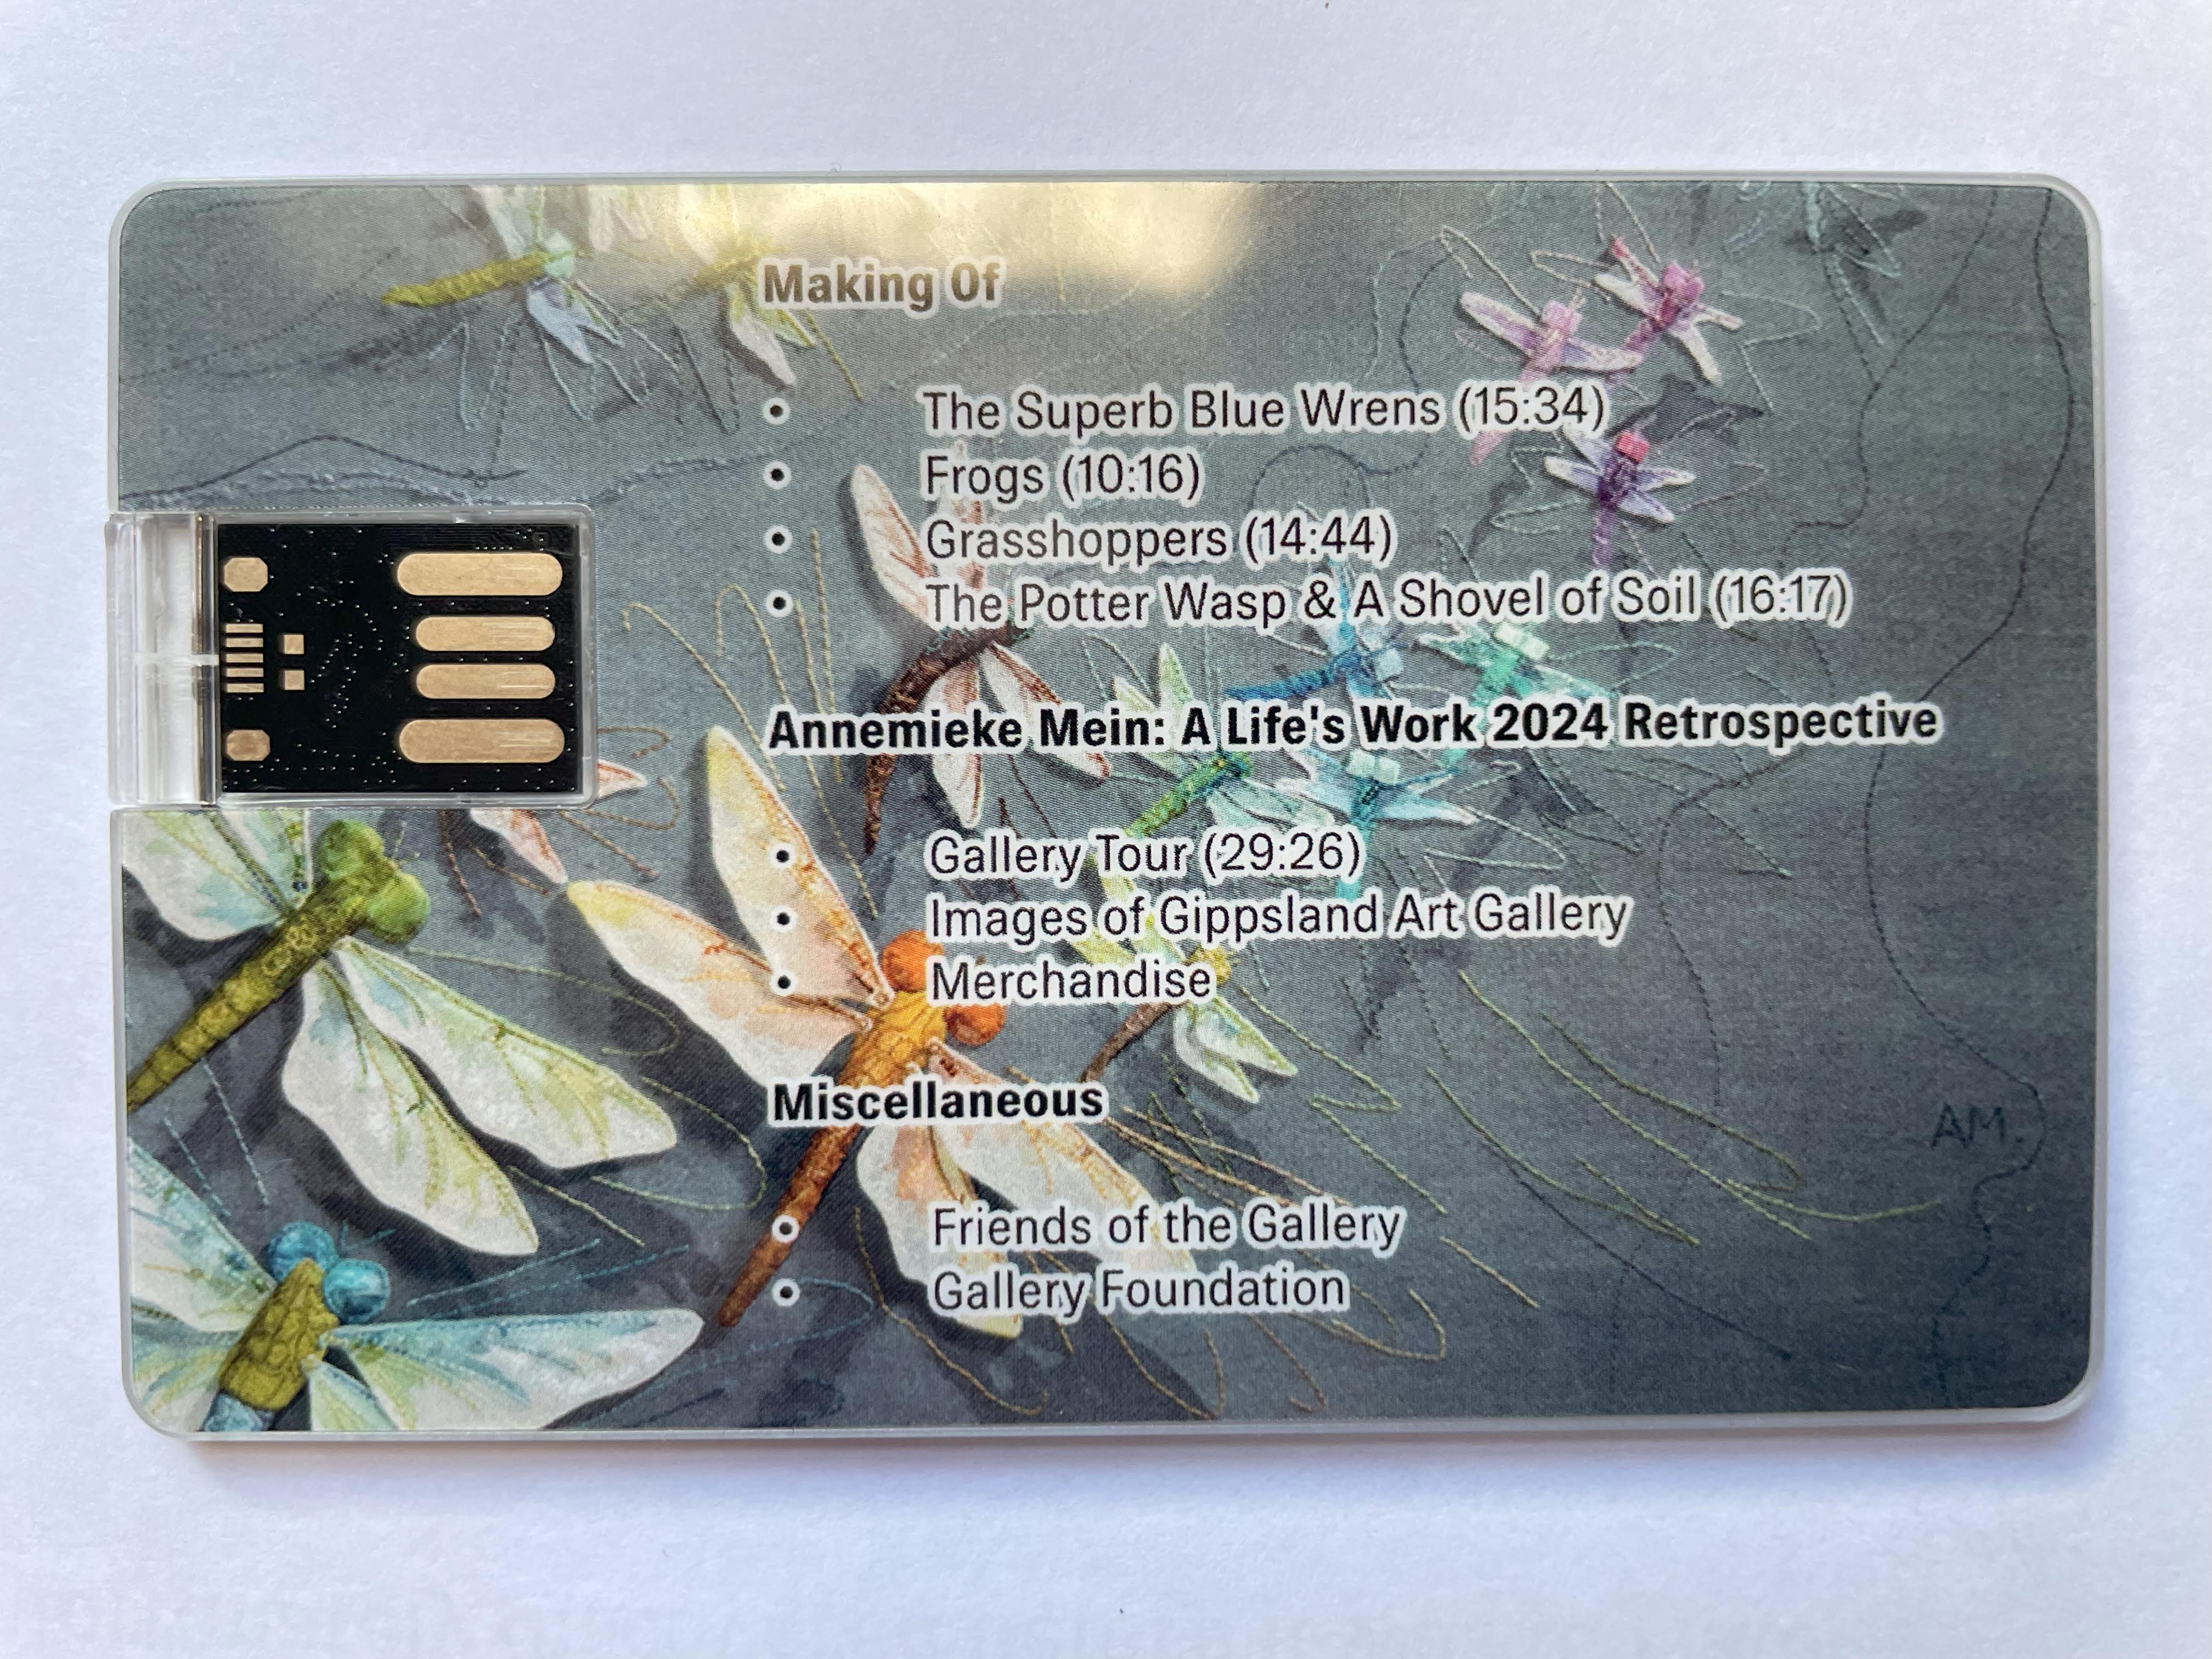 Making Of
• The Superb Blue Wrens (15:34)
• Frogs (10:16)
• Grasshoppers (14:44)
• The Potter Wasp & A Shovel of Soil (16:17)
Annemieke Mein: A Life's Work 2024 Retrospective
• Gallery Tour (29:26)
• Images of Gippsland Art Gallery
• Merchandise
Miscellaneous
AM.
• Friends of the Gallery
• Gallery Foundation